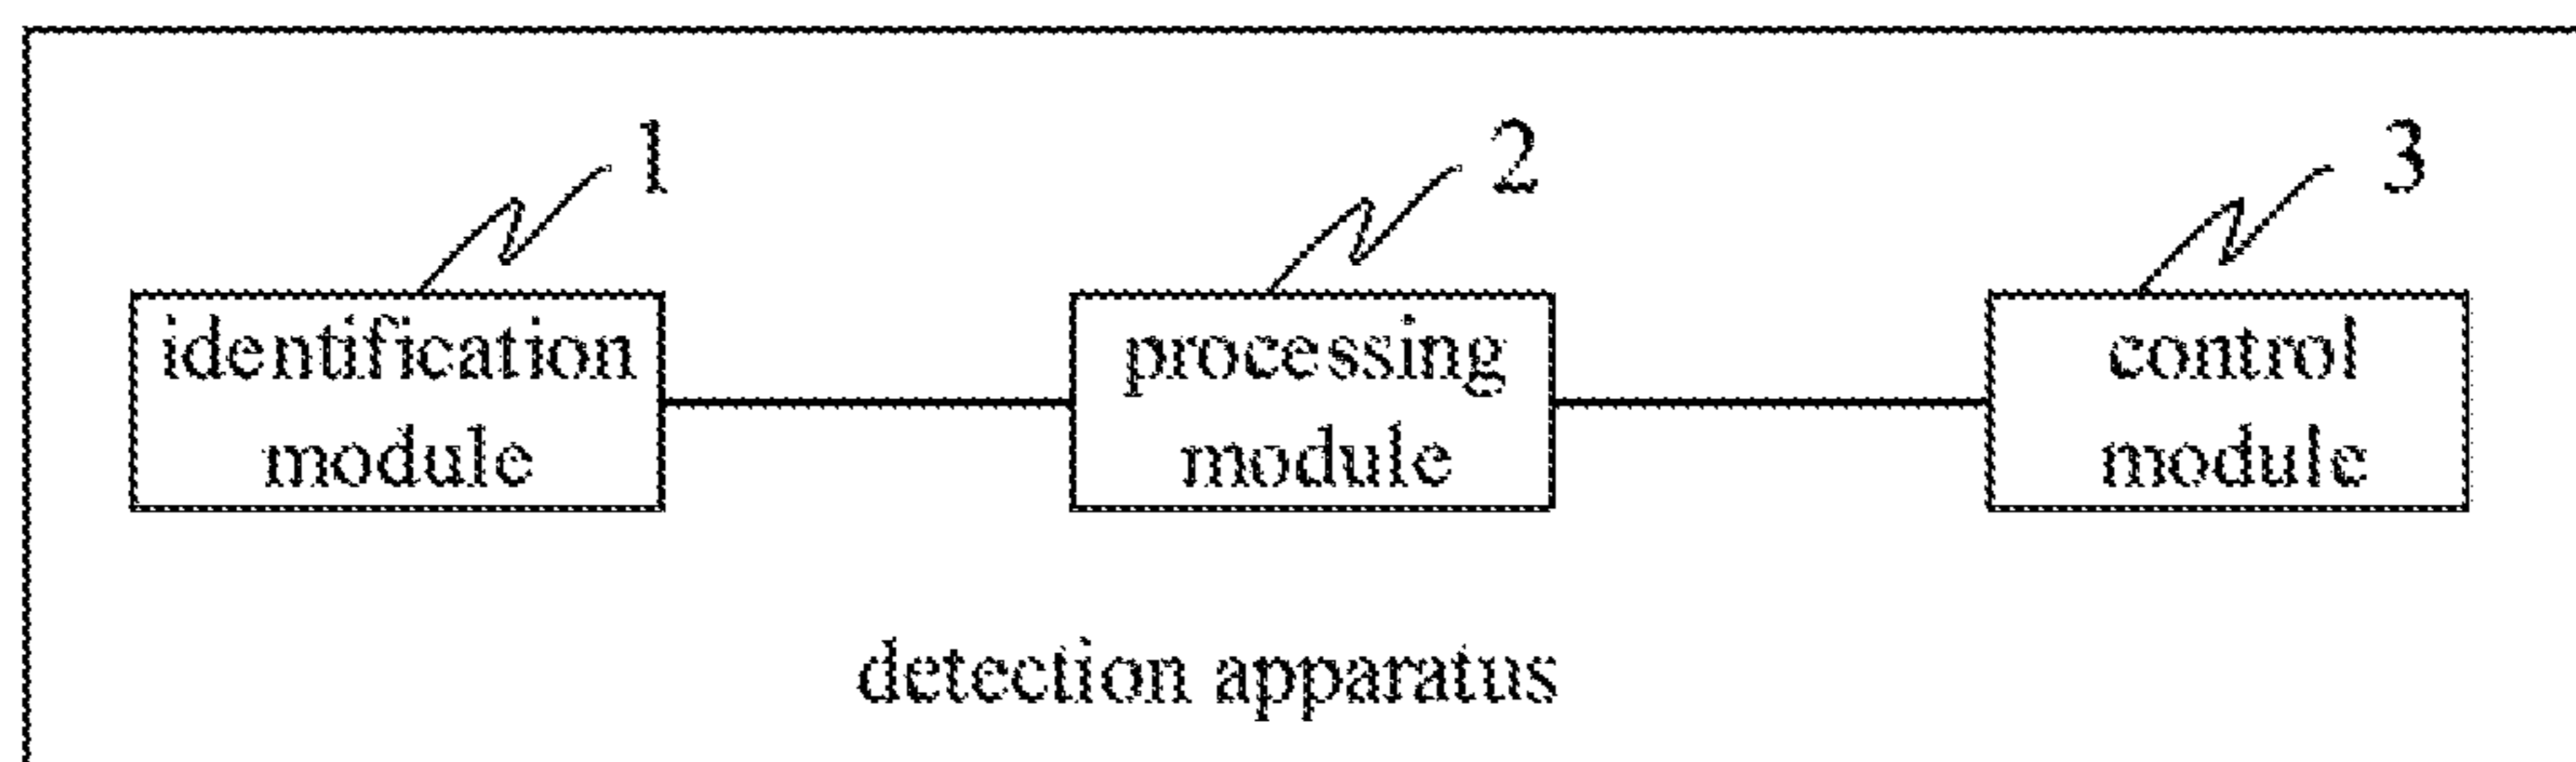 1 2 3
identification processing control
module module module
detection apparatus